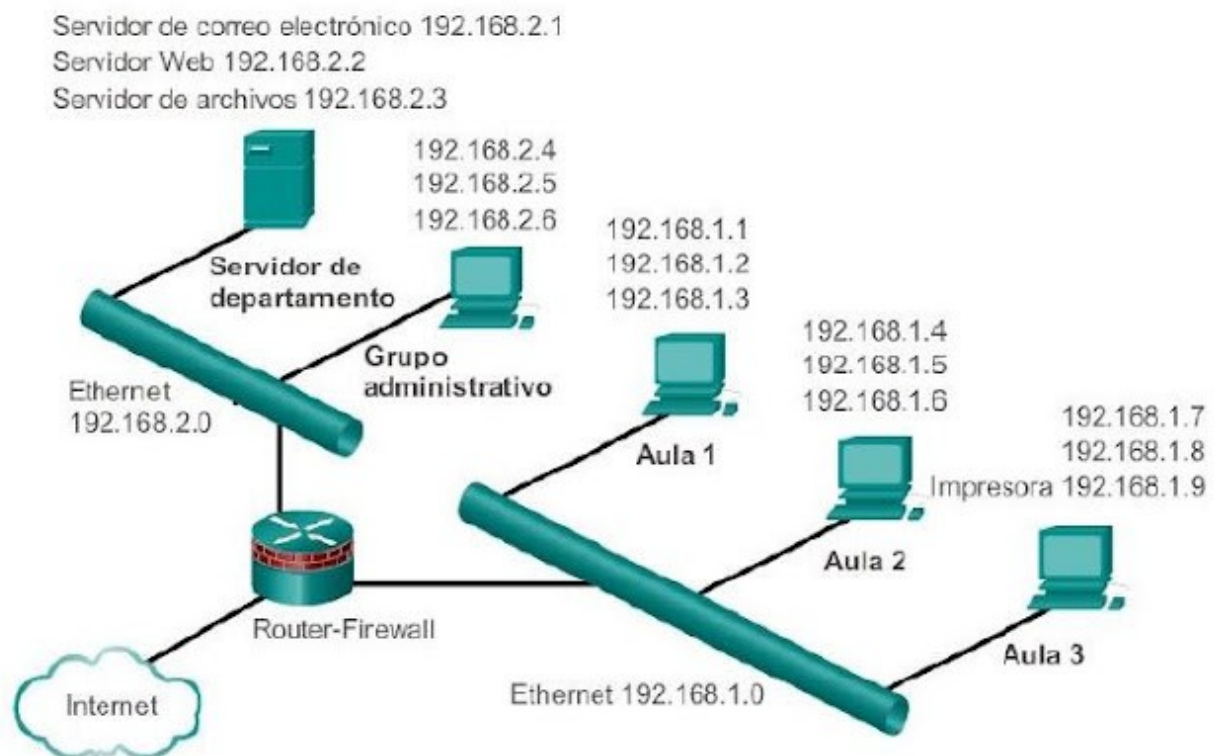 Servidor de correo electrónico 192.168.2.1
Servidor Web 192.168.2.2
Servidor de archivos 192.168.2.3
192.168.2.4
192.168.2.5
192.168.2.6
192.168.1.1
192.168.1.2
192.168.1.3
Servidor de
departamento
192.168.1.4
192.168.1.5
192.168.1.6
Grupo
administrativo
Ethernet
192.168.2.0
192.168.1.7
192.168.1.8
Impresora 192.168.1.9
Aula 1
Aula 2
Aula 3
Router-Firewall
Ethernet 192.168.1.0
Internet